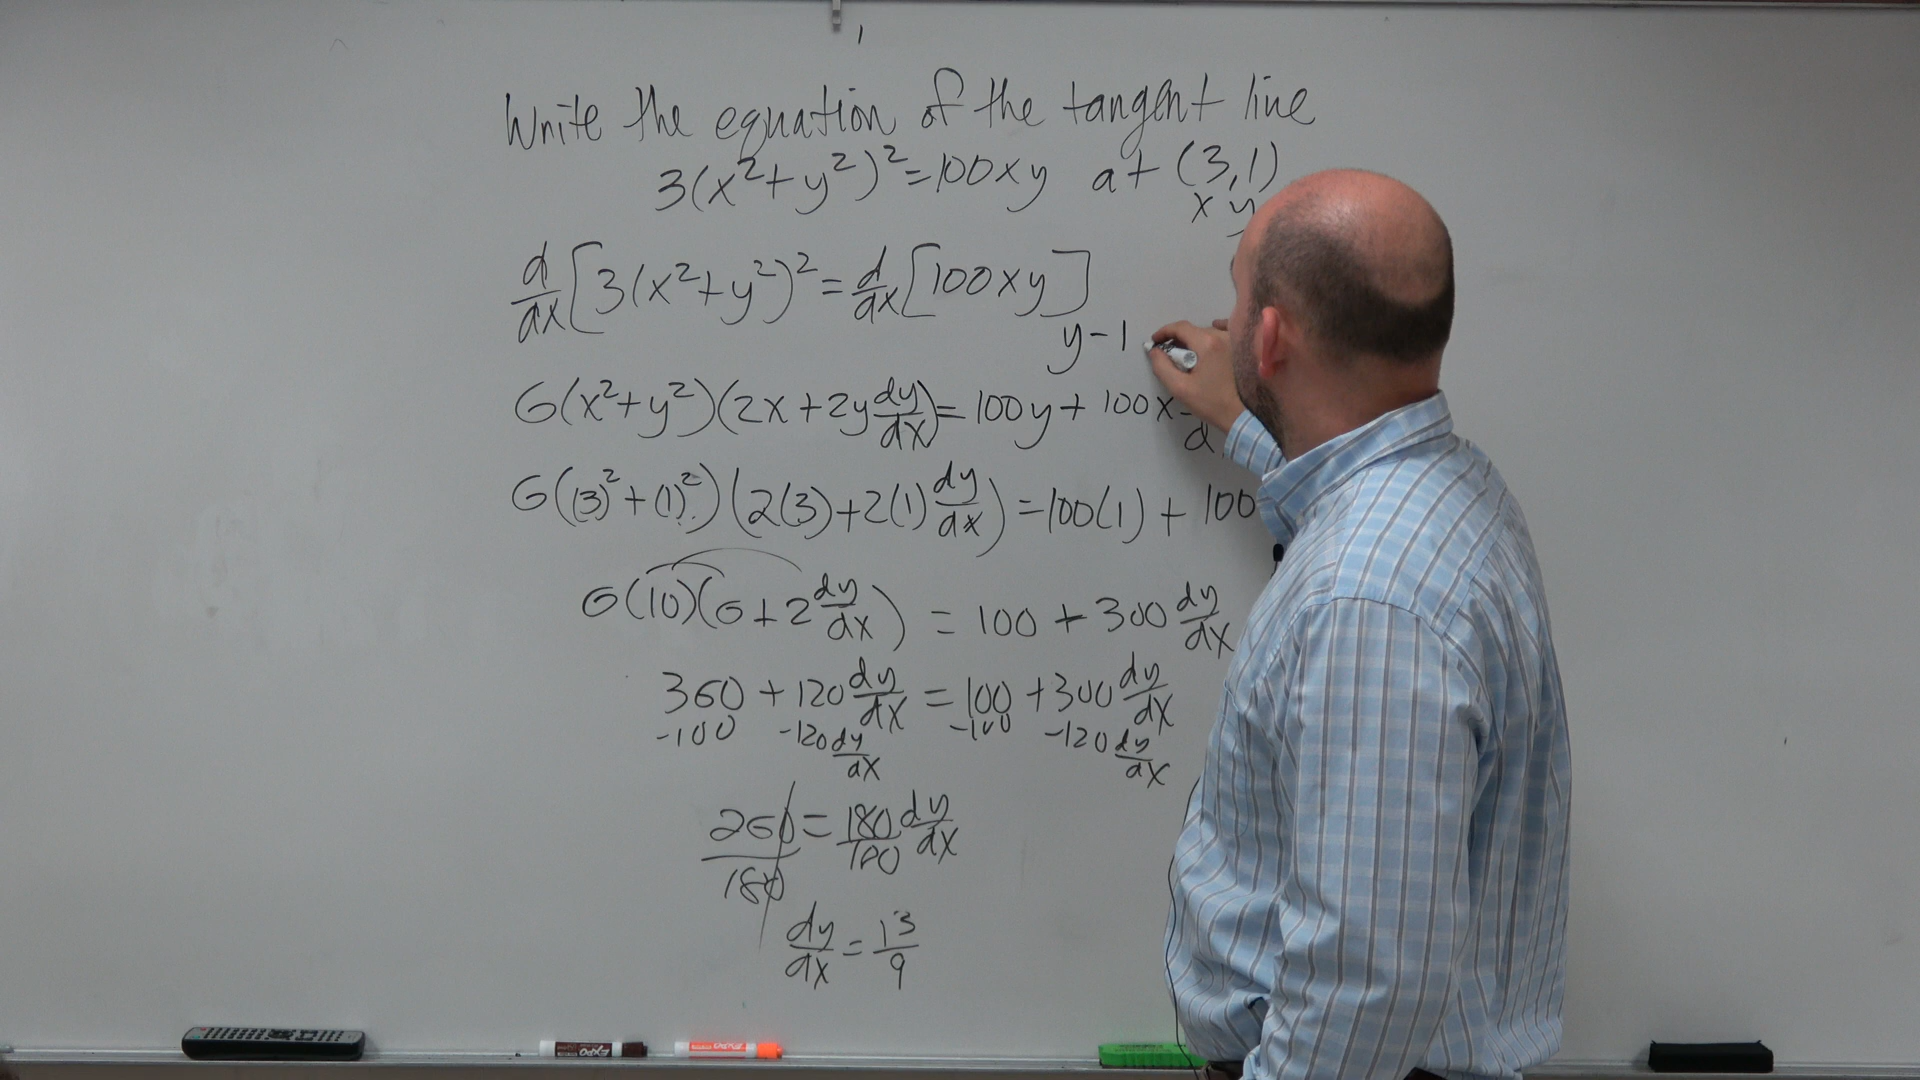 Write the equation of the tangent line
3(x²+y²)²=100xy at (3,1)
x y
d/dx[3(x²+y²)²=d/dx[100xy]
y-1
6(x²+y²)(2x+2y dy/dx)=100y+100x
6((3)²+(1)²)(2(3)+2(1)dy/dx)=100(1)+100
6(10)(6+2 dy/dx)=100+300 dy/dx
360+120 dy/dx=100+300 dy/dx
-100 -120 dy/dx -100 -120 dy/dx
260/180=180/180 dy/dx
dy/dx=13/9
EXPO
EXPO